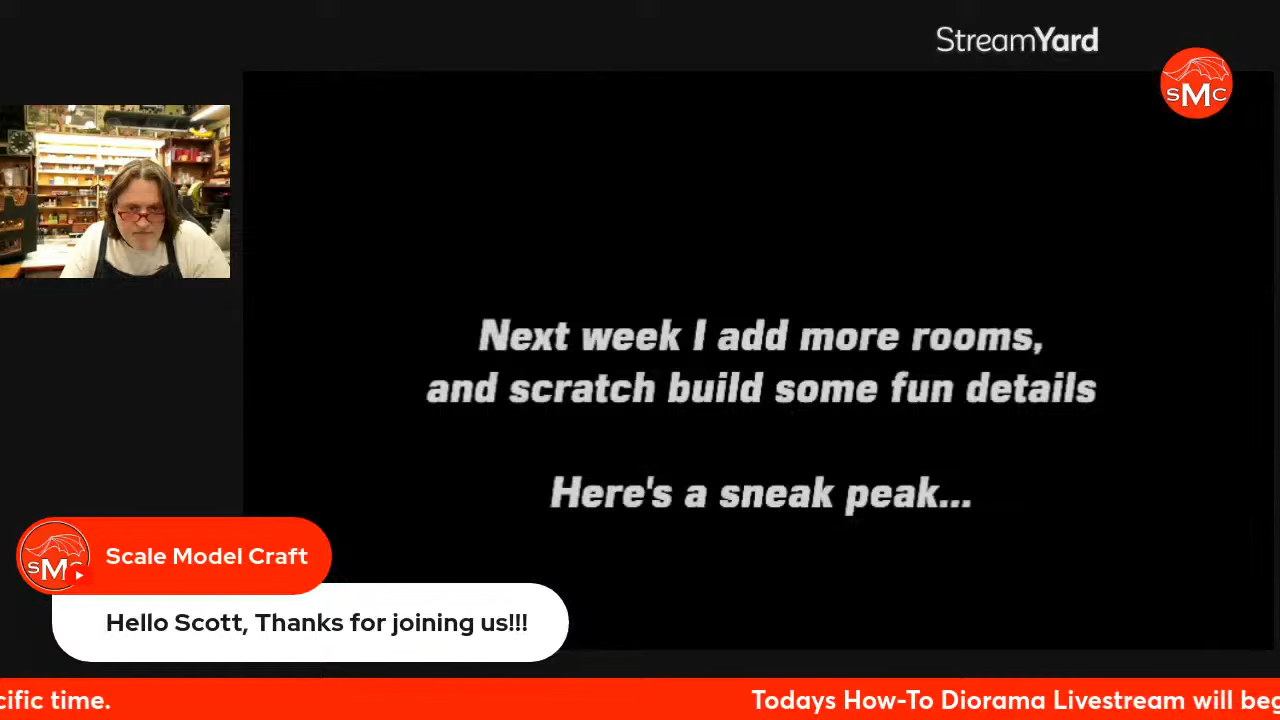 StreamYard
SMC
Next week I add more rooms,
and scratch build some fun details
Here's a sneak peak...
SMC
Scale Model Craft
Hello Scott, Thanks for joining us!!!
cific time.
Todays How-To Diorama Livestream will beg